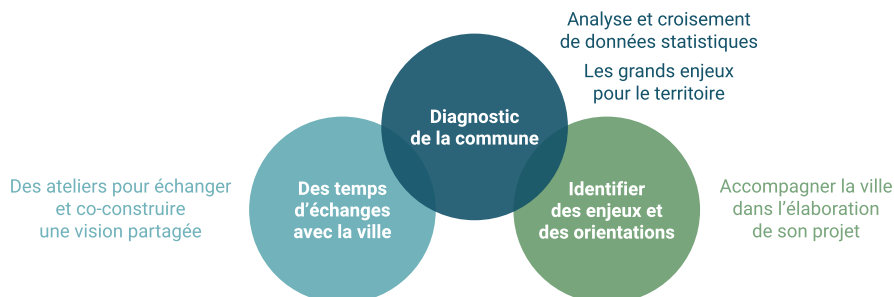 Analyse et croisement
de données statistiques
Les grands enjeux
pour le territoire
Diagnostic
de la commune
Des ateliers pour échanger
et co-construire
une vision partagée
Des temps
d’échanges
avec la ville
Identifier
des enjeux et
des orientations
Accompagner la ville
dans l’élaboration
de son projet